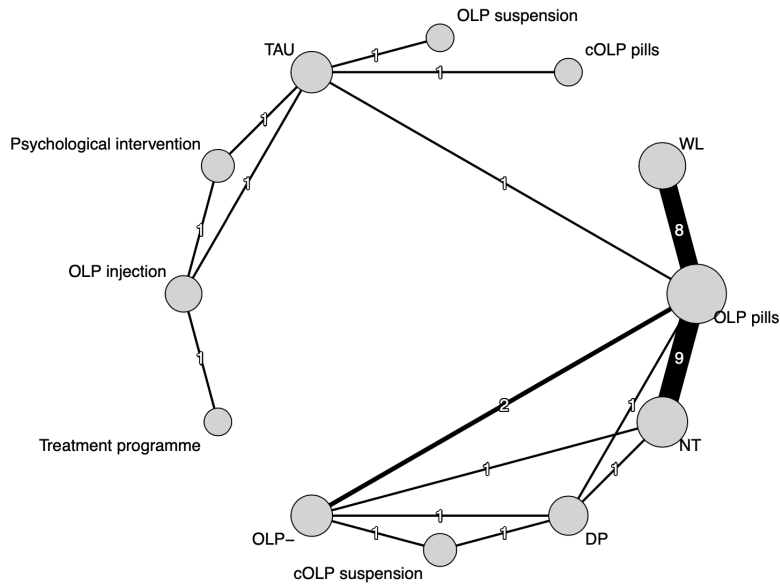 OLP suspension
TAU
cOLP pills
1
1
1
Psychological intervention
WL
1
1
8
1
OLP injection
OLP pills
1
9
2
1
Treatment programme
NT
1
1
1
OLP–
DP
1
1
cOLP suspension